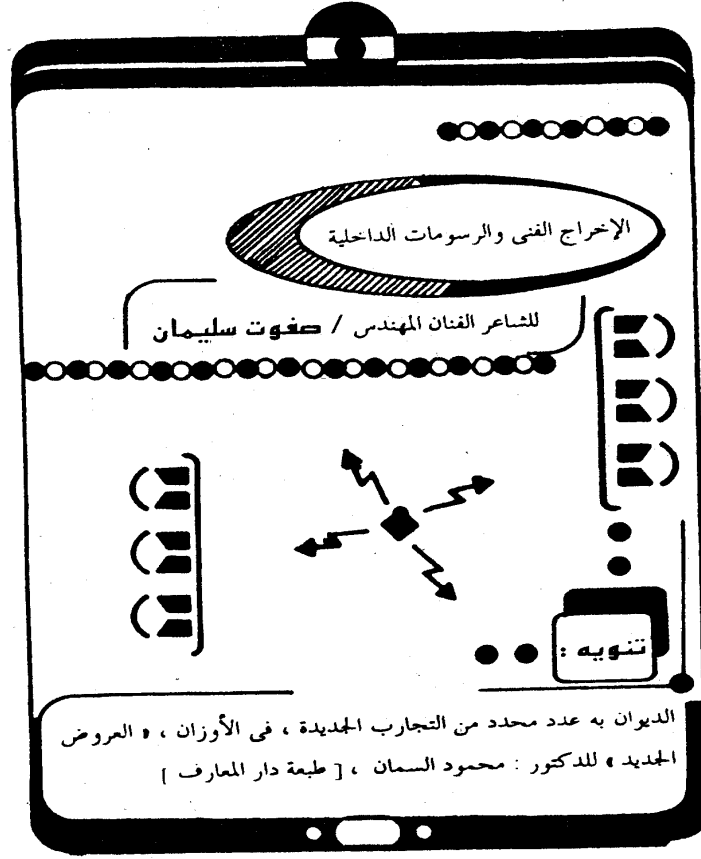 الإخراج الفنى والرسومات الداخلية
للشاعر الفنان المهندس / صفوت سليمان
تنويه :
الديوان به عدد محدد من التجارب الجديدة ، فى الأوزان ، « العروض
الجديد » للدكتور : محمود السمان ، [ طبعة دار المعارف ]